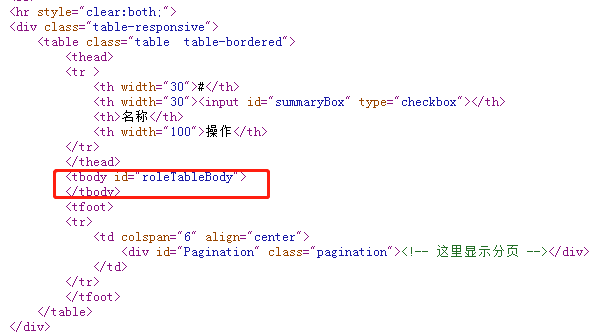 <hr style="clear:both;">
<div class="table-responsive">
<table class="table  table-bordered">
<thead>
<tr >
<th width="30">#</th>
<th width="30"><input id="summaryBox" type="checkbox"></th>
<th>名称</th>
<th width="100">操作</th>
</tr>
</thead>
<tbody id="roleTableBody">
</tbody>
<tfoot>
<tr>
<td colspan="6" align="center">
<div id="Pagination" class="pagination"><!-- 这里显示分页 --></div>
</td>
</tr>
</tfoot>
</table>
</div>